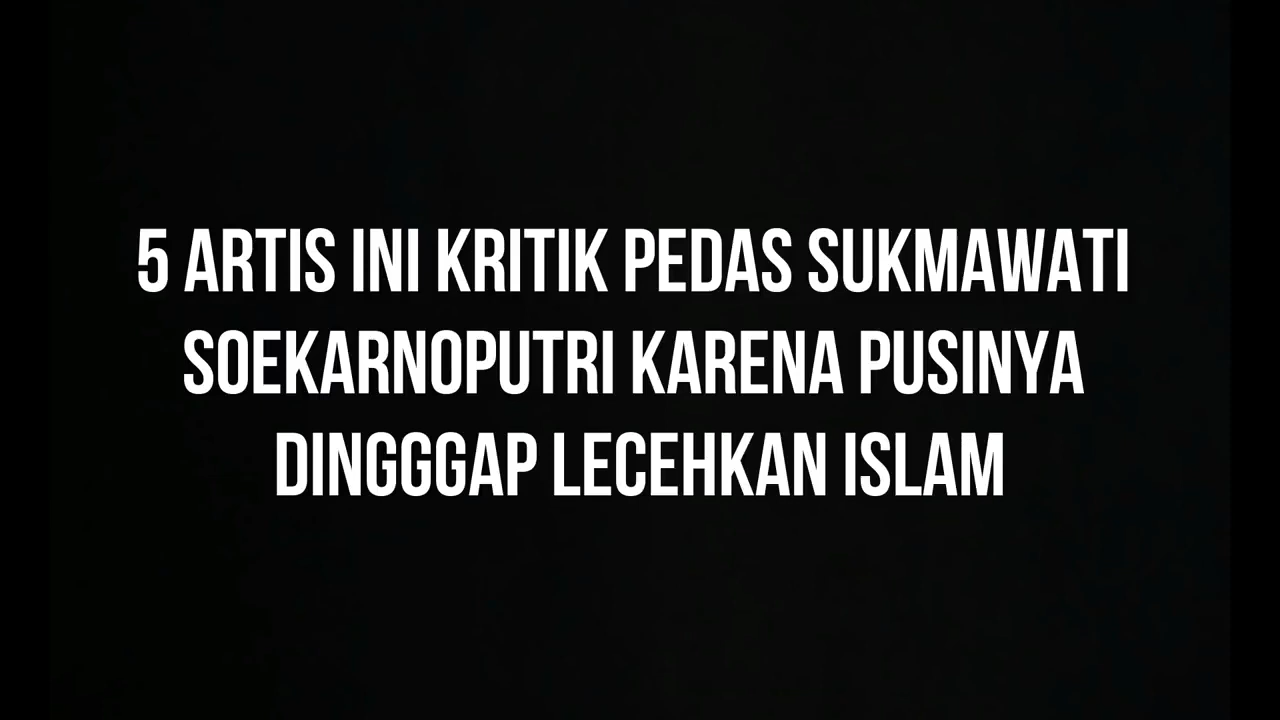 5 ARTIS INI KRITIK PEDAS SUKMAWATI
SOEKARNOPUTRI KARENA PUSINYA
DINGGGAP LECEHKAN ISLAM